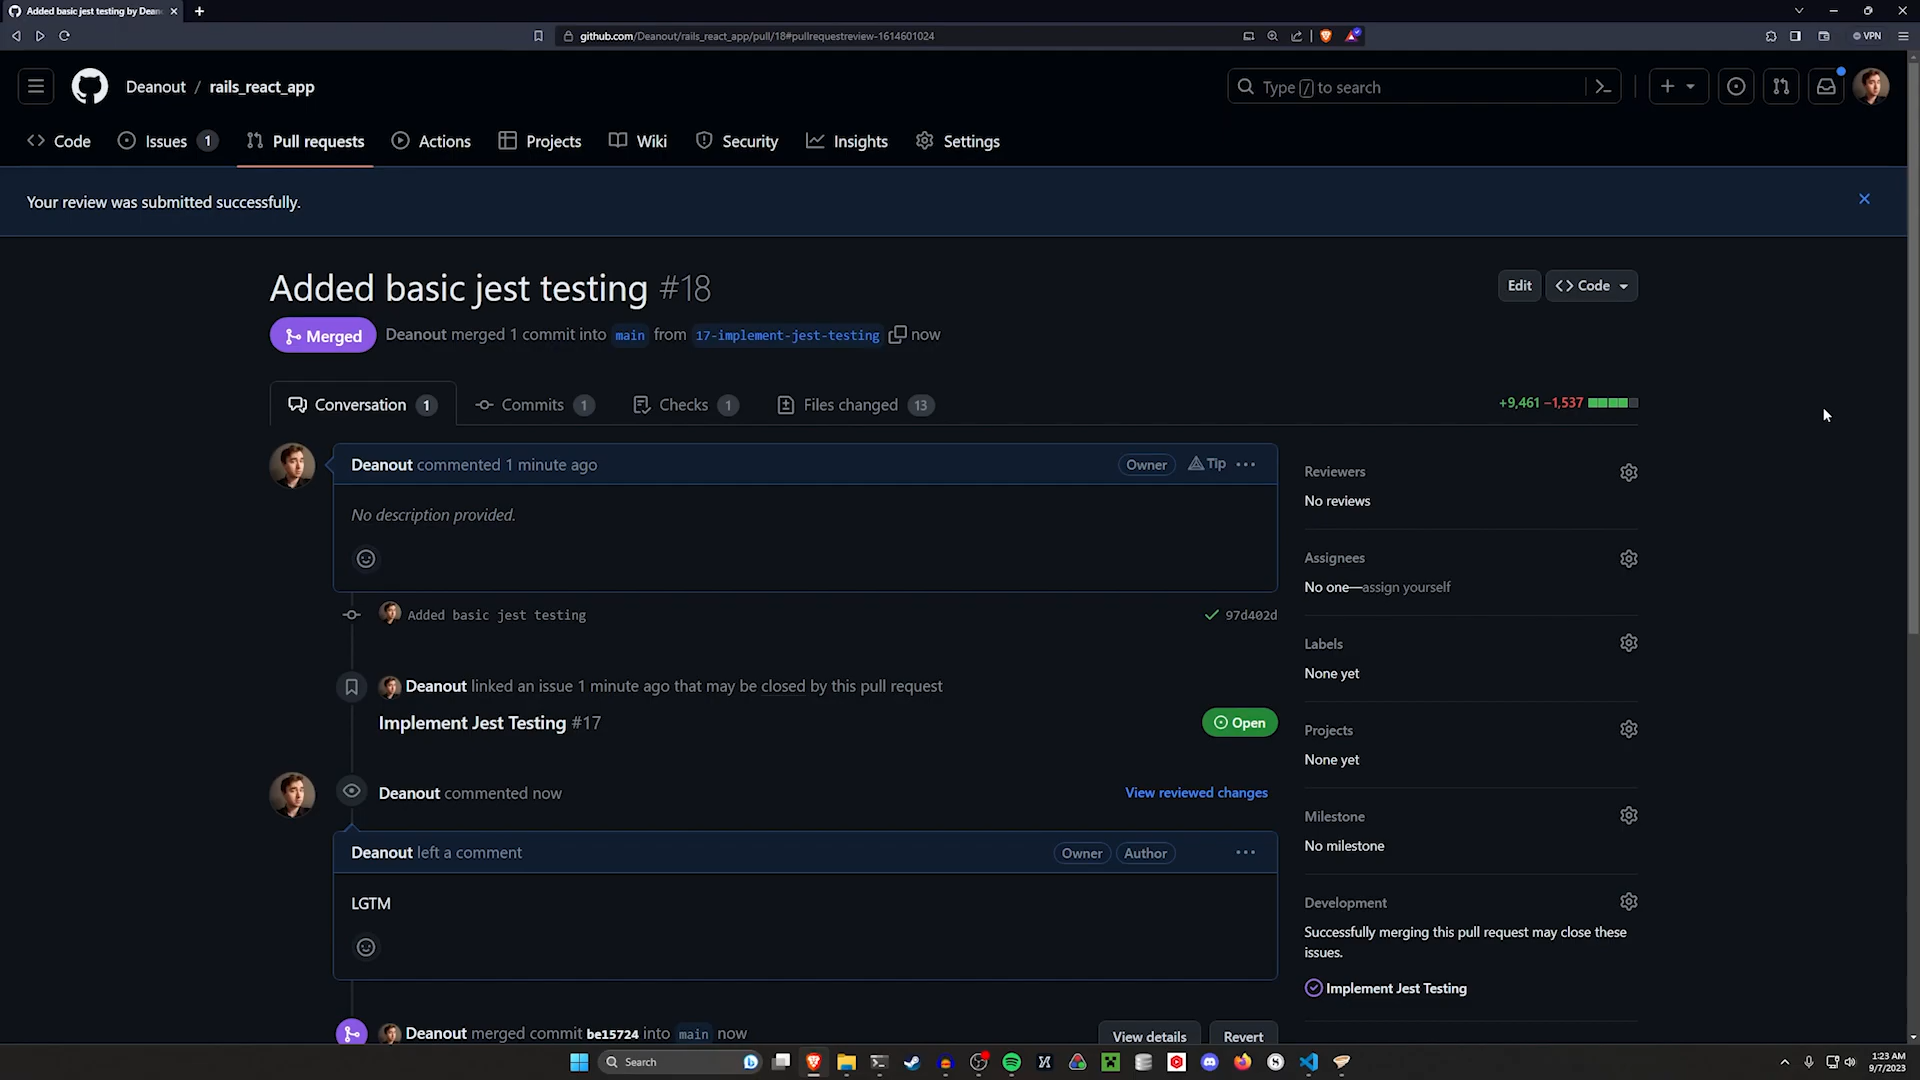 Added basic jest testing by Dean
github.com/Deanout/rails_react_app/pull/18#pullrequestreview-1614601024
VPN
Deanout / rails_react_app
Type / to search
Code
Issues 1
Pull requests
Actions
Projects
Wiki
Security
Insights
Settings
Your review was submitted successfully.
Added basic jest testing #18
Edit
Code
Merged
Deanout merged 1 commit into main from 17-implement-jest-testing now
Conversation 1
Commits 1
Checks 1
Files changed 13
+9,461 −1,537
Deanout commented 1 minute ago
Owner
Tip
No description provided.
Added basic jest testing
97d402d
Deanout linked an issue 1 minute ago that may be closed by this pull request
Implement Jest Testing #17
Open
Deanout commented now
View reviewed changes
Deanout left a comment
Owner
Author
LGTM
Deanout merged commit be15724 into main now
View details
Revert
Reviewers
No reviews
Assignees
No one—assign yourself
Labels
None yet
Projects
None yet
Milestone
No milestone
Development
Successfully merging this pull request may close these
issues.
Implement Jest Testing
Search
1:23 AM
9/7/2023